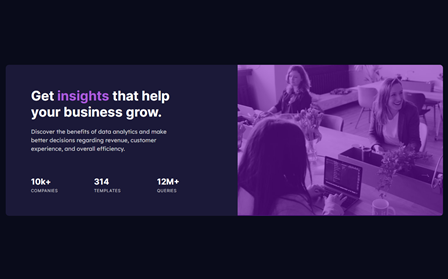 Get insights that help
your business grow.
Discover the benefits of data analytics and make
better decisions regarding revenue, customer
experience, and overall efficiency.
10k+ 314 12M+
COMPANIES TEMPLATES QUERIES